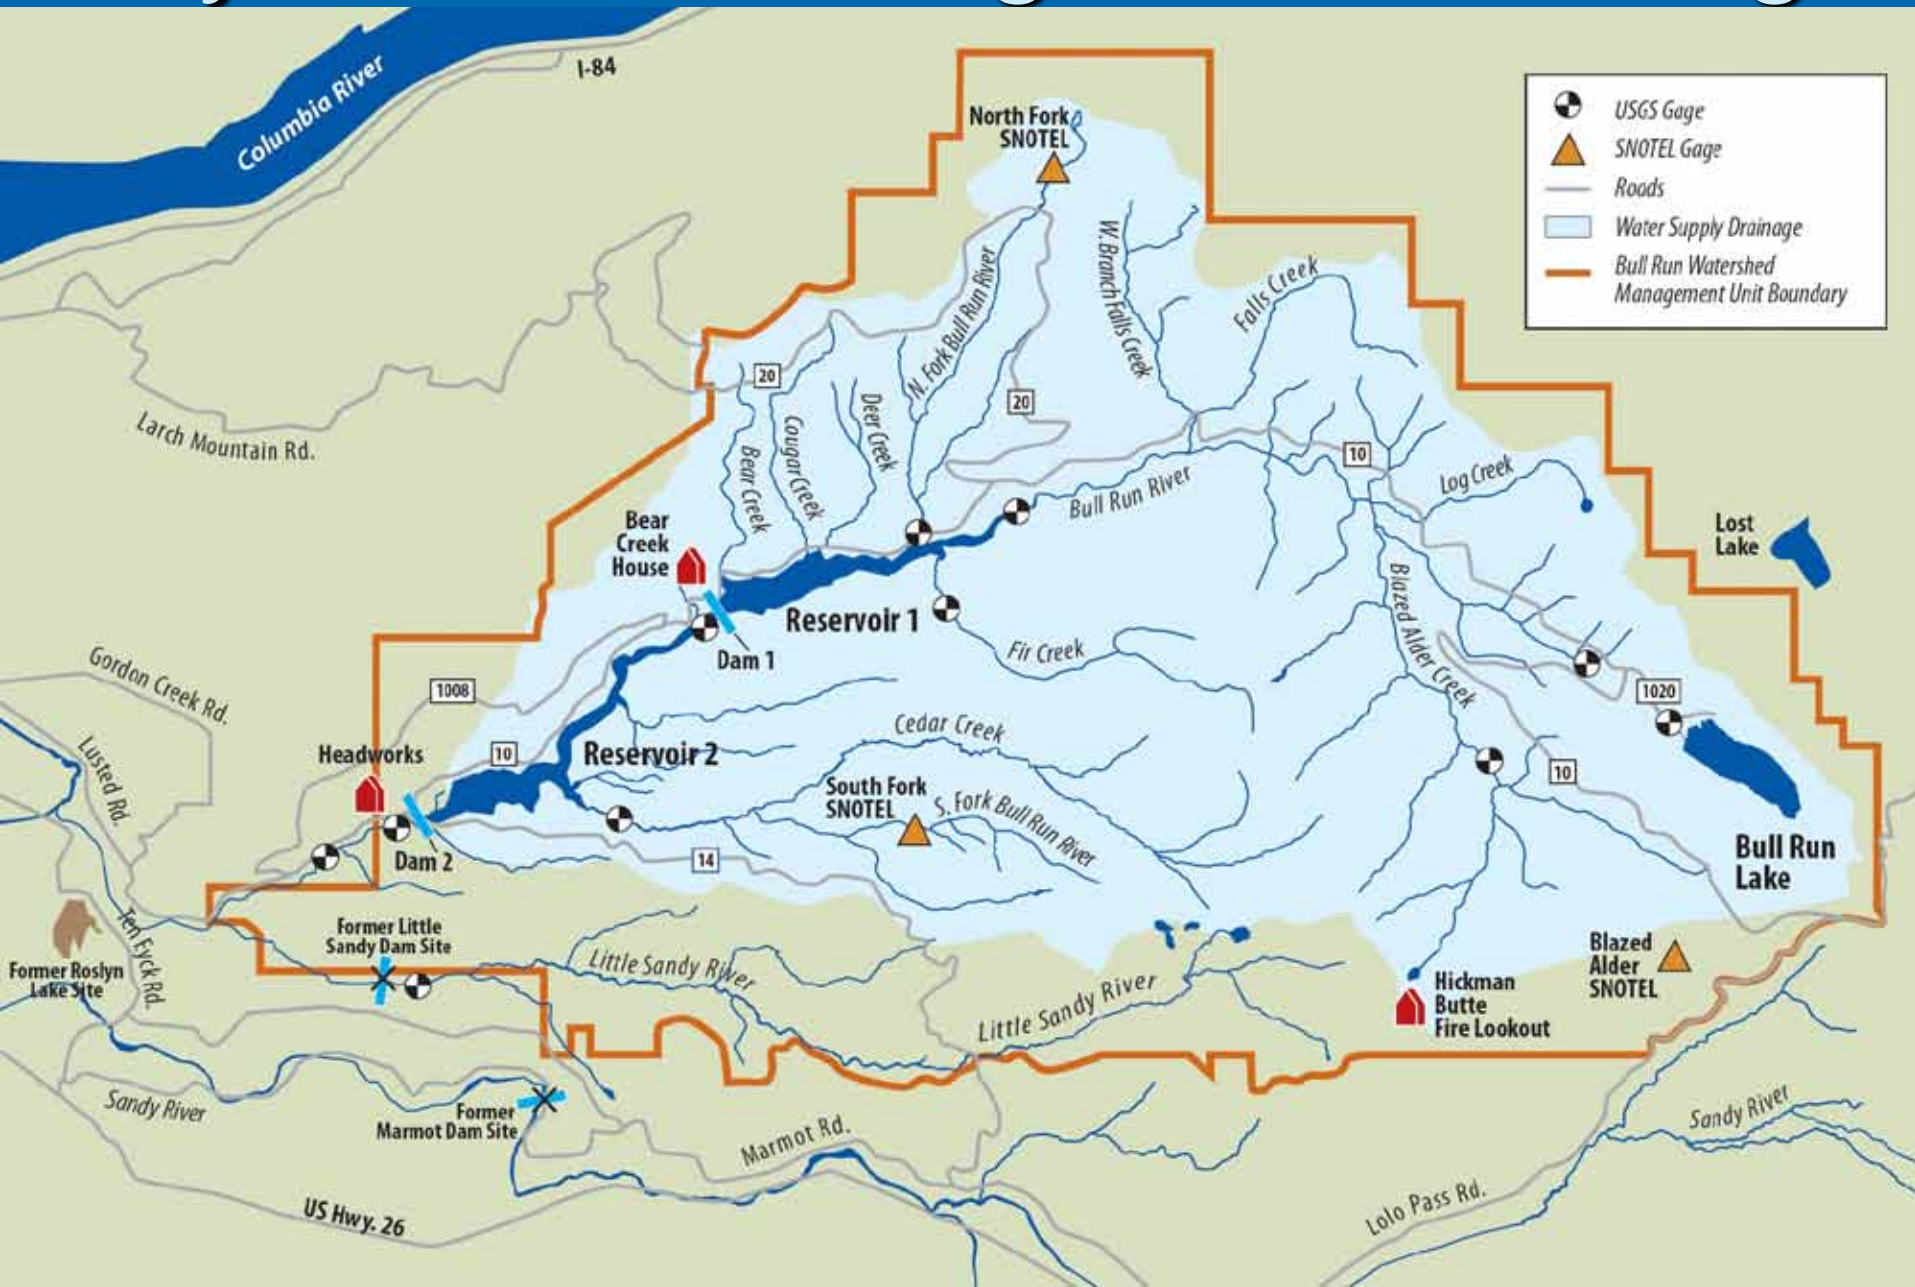 Columbia River
I-84
North Fork
SNOTEL
USGS Gage
SNOTEL Gage
Roads
Water Supply Drainage
Bull Run Watershed
Management Unit Boundary
N. Fork Bull Run River
W. Branch Falls Creek
Falls Creek
20
20
Larch Mountain Rd.
Bear Creek
Cougar Creek
Deer Creek
10
Log Creek
Bull Run River
Lost
Lake
Bear
Creek
House
Reservoir 1
Dam 1
Fir Creek
Blazed Alder Creek
Gordon Creek Rd.
1008
1020
Lusted Rd.
Headworks
10
Reservoir 2
Cedar Creek
10
South Fork
SNOTEL
S. Fork Bull Run River
Dam 2
14
Bull Run
Lake
Ten Eyck Rd.
Former Little
Sandy Dam Site
Former Roslyn
Lake Site
Little Sandy River
Little Sandy River
Blazed
Alder
SNOTEL
Hickman
Butte
Fire Lookout
Sandy River
Former
Marmot Dam Site
Marmot Rd.
Sandy River
US Hwy. 26
Lolo Pass Rd.